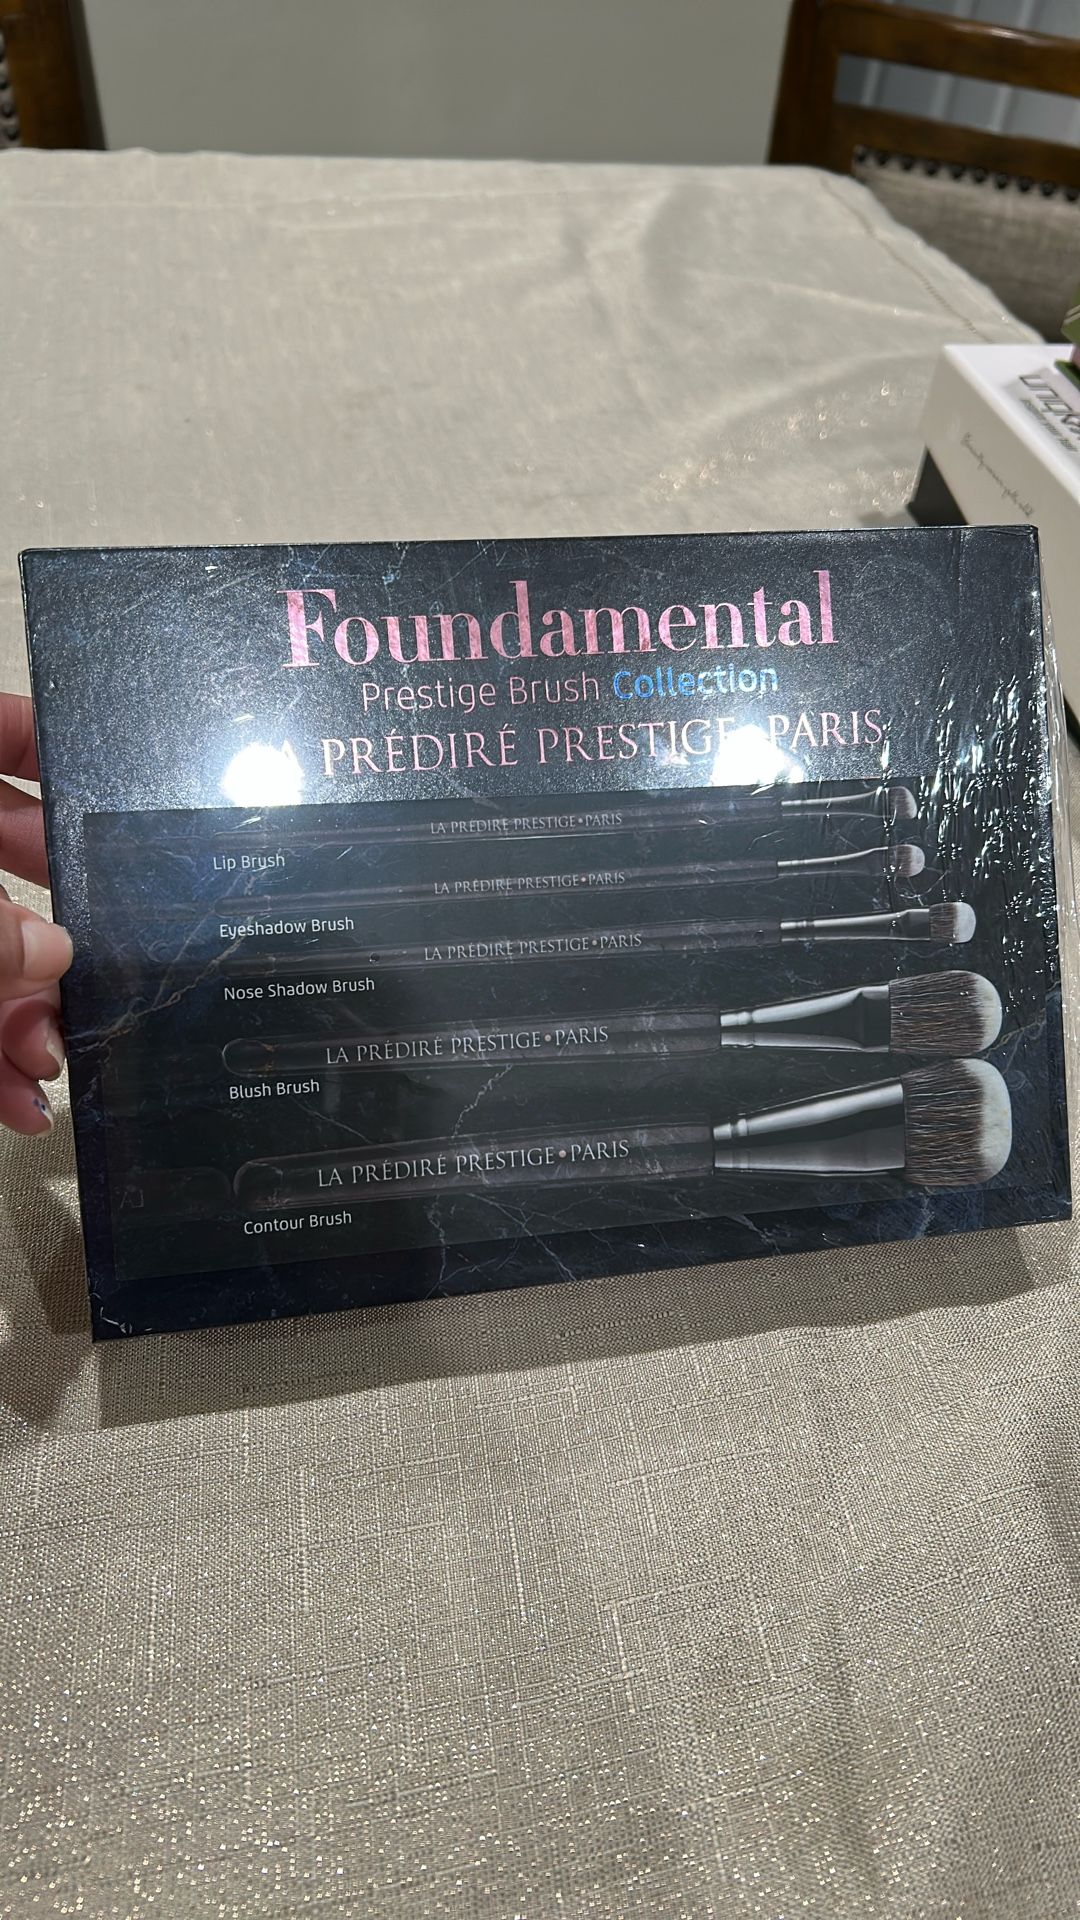 Foundamental
Prestige Brush Collection
PRÉDIRÉ PRESTIGE PARIS
LA PRÉDIRÉ PRESTIGE•PARIS
Lip Brush
LA PRÉDIRÉ PRESTIGE•PARIS
Eyeshadow Brush
LA PRÉDIRÉ PRESTIGE•PARIS
Nose Shadow Brush
LA PRÉDIRÉ PRESTIGE•PARIS
Blush Brush
LA PRÉDIRÉ PRESTIGE•PARIS
Contour Brush